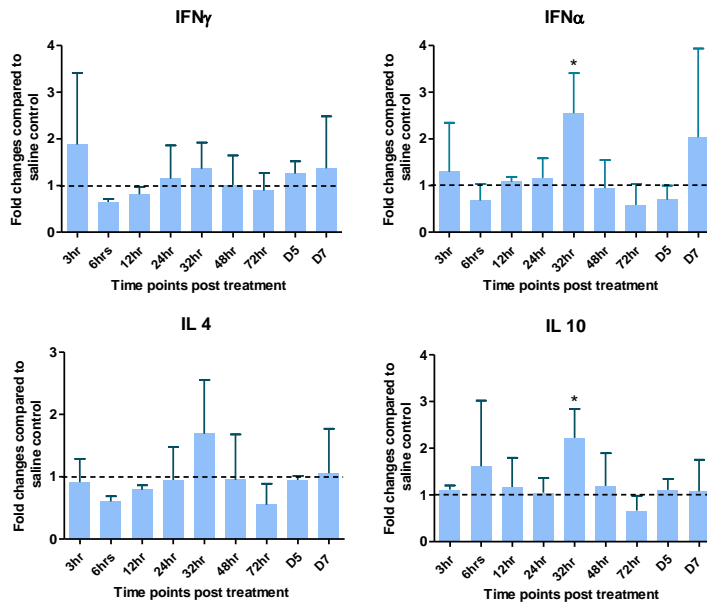 IFNγ
Fold changes compared to
saline control
4
3
2
1
0
3hr
6hrs
12hr
24hr
32hr
48hr
72hr
D5
D7
Time points post treatment
IFNα
Fold changes compared to
saline control
4
3
2
1
0
*
3hr
6hrs
12hr
24hr
32hr
48hr
72hr
D5
D7
Time points post treatment
IL 4
Fold changes compared to
saline control
3
2
1
0
3hr
6hrs
12hr
24hr
32hr
48hr
72hr
D5
D7
Time points post treatment
IL 10
Fold changes compared to
saline control
4
3
2
1
0
*
3hr
6hrs
12hr
24hr
32hr
48hr
72hr
D5
D7
Time points post treatment